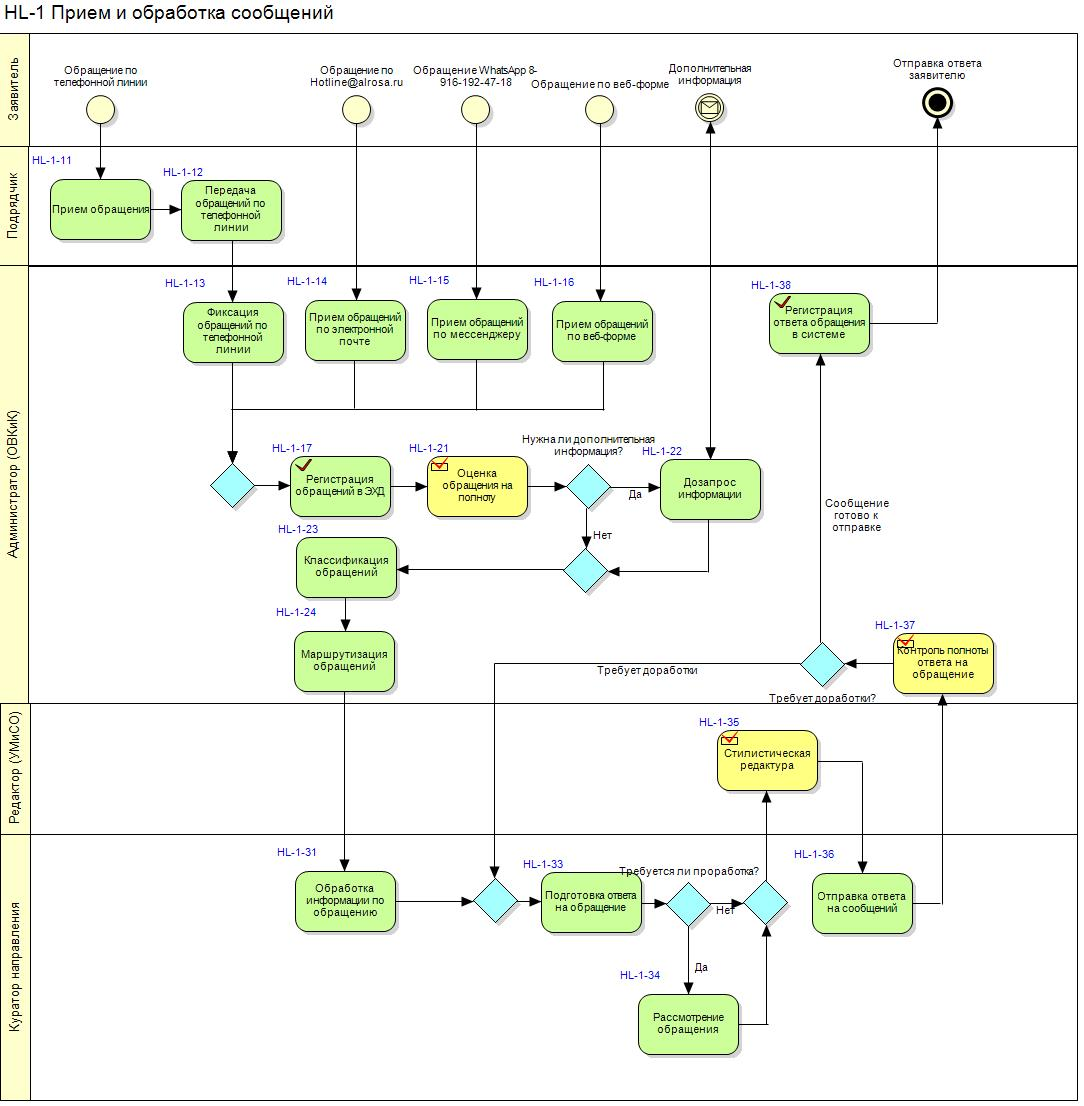 HL-1 Прием и обработка сообщений
Заявитель
Обращение по
телефонной линии
Обращение по
Hotline@alrosa.ru
Обращение WhatsApp 8-
916-192-47-18
Обращение по веб-форме
Дополнительная
информация
Отправка ответа
заявителю
Подрядчик
HL-1-11
Прием обращения
HL-1-12
Передача
обращений по
телефонной
линии
Администратор (ОВКиК)
HL-1-13
Фиксация
обращений по
телефонной
линии
HL-1-14
Прием обращений
по электронной
почте
HL-1-15
Прием обращений
по мессенджеру
HL-1-16
Прием обращений
по веб-форме
HL-1-38
Регистрация
ответа обращения
в системе
HL-1-17
Регистрация
обращений в ЭХД
HL-1-21
Оценка
обращения на
полноту
Нужна ли дополнительная
информация?
Да
Нет
HL-1-22
Дозапрос
информации
Сообщение
готово к
отправке
HL-1-23
Классификация
обращений
HL-1-24
Маршрутизация
обращений
HL-1-37
Контроль полноты
ответа на
обращение
Требует доработки
Требует доработки?
Редактор (УМиСО)
HL-1-35
Стилистическая
редактура
Куратор направления
HL-1-31
Обработка
информации по
обращению
HL-1-33
Подготовка ответа
на обращение
Требуется ли проработка?
Нет
Да
HL-1-36
Отправка ответа
на сообщений
HL-1-34
Рассмотрение
обращения